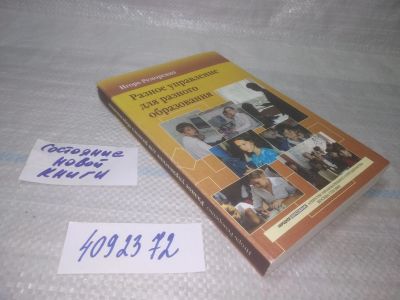 Игорь Реморенко
Разное управление
для разного
образования
Состояние
новой
книги
4092372